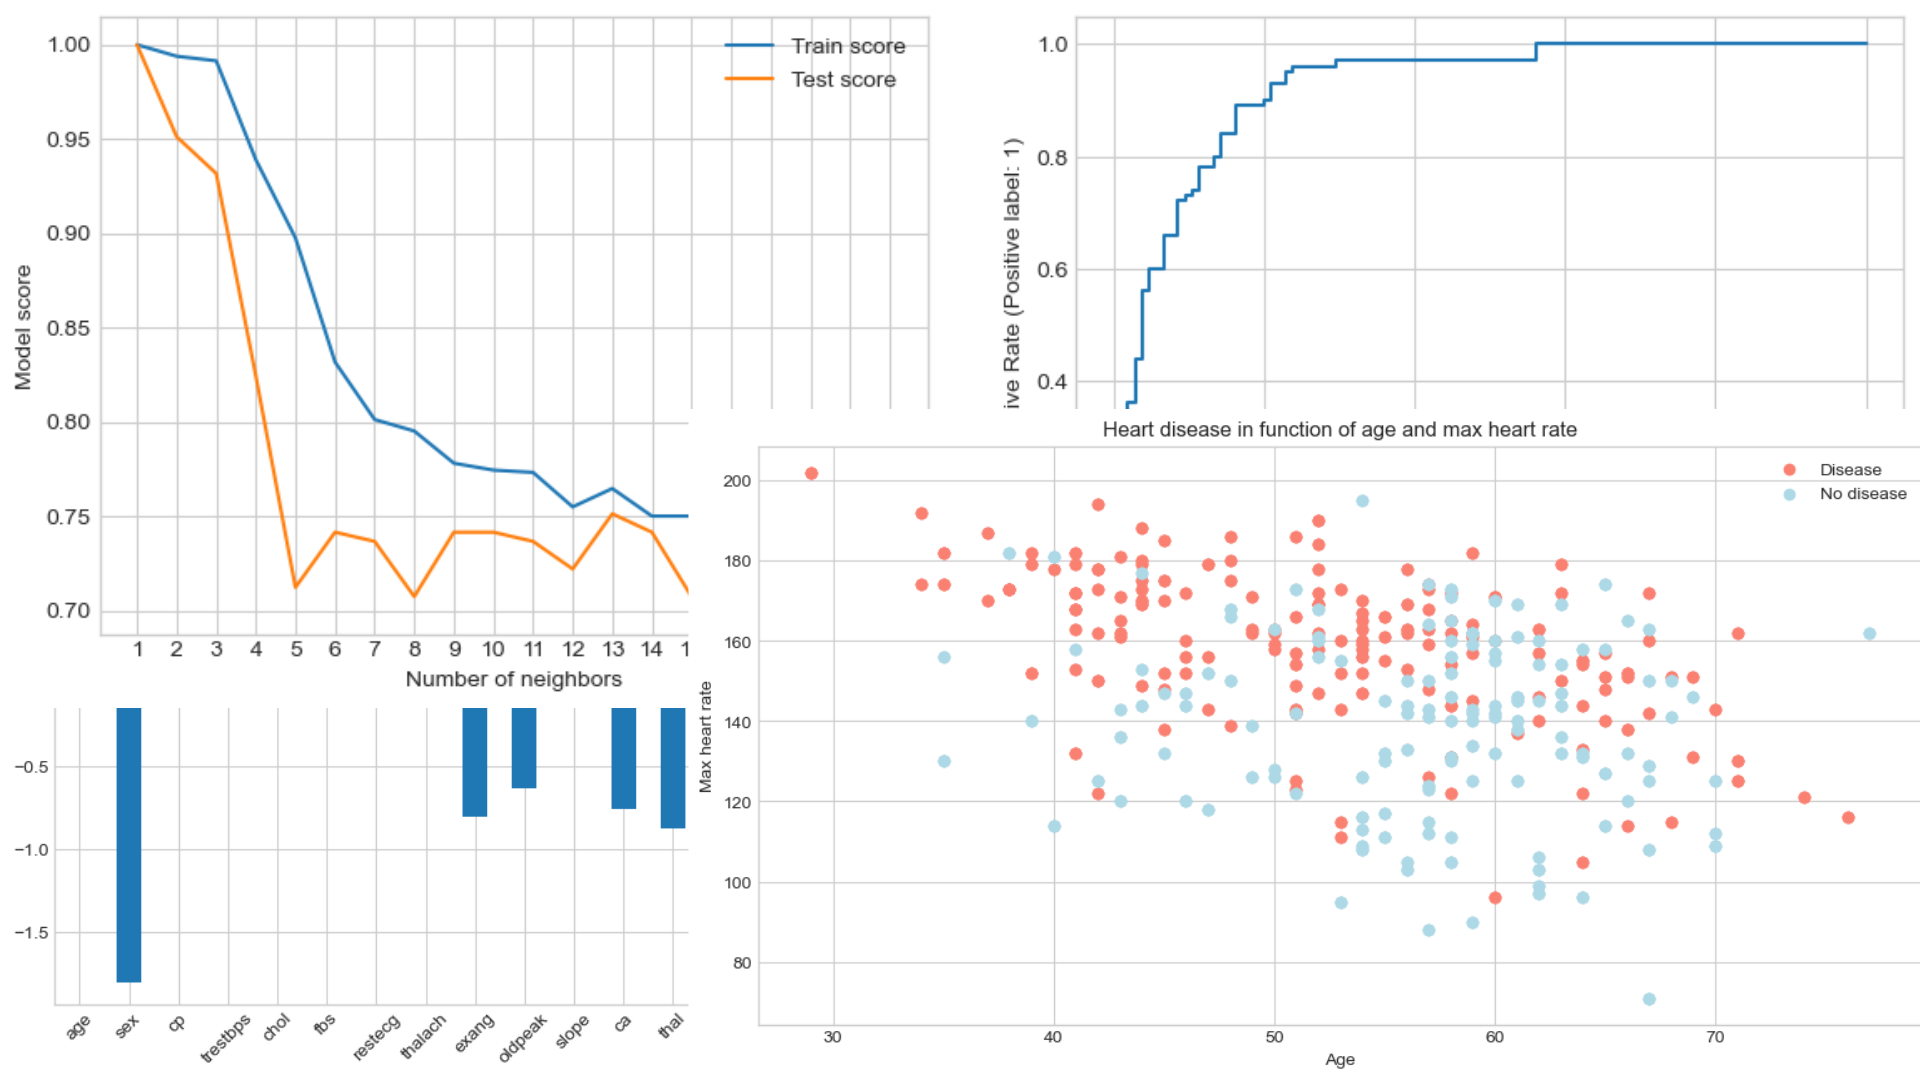 1.00
0.95
0.90
0.85
0.80
0.75
0.70
Model score
Train score
Test score
1 2 3 4 5 6 7 8 9 10 11 12 13 14 1
Number of neighbors
1.0
0.8
0.6
0.4
ive Rate (Positive label: 1)
−0.5
−1.0
−1.5
age sex cp trestbps chol fbs restecg thalach exang oldpeak slope ca thal
Heart disease in function of age and max heart rate
Disease
No disease
200
180
160
140
120
100
80
Max heart rate
30 40 50 60 70
Age